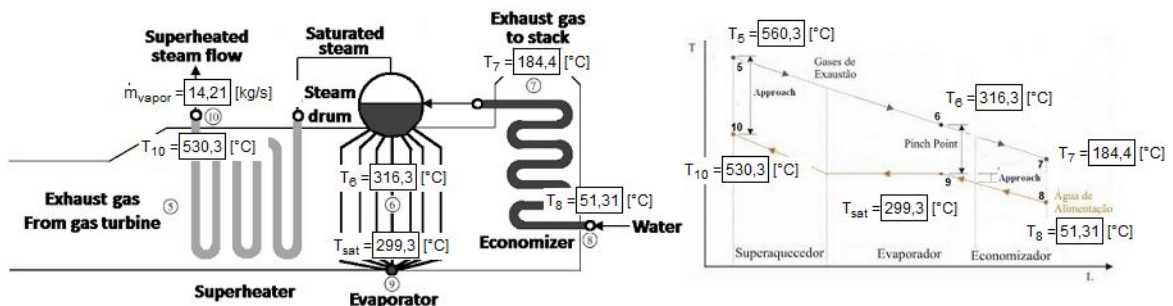 Superheated
steam flow
ṁvapor = 14,21 [kg/s]
10
T10 = 530,3 [°C]
Exhaust gas
From gas turbine
5
Superheater
Saturated
steam
Steam
drum
T6 = 316,3 [°C]
6
Tsat = 299,3 [°C]
9
Evaporator
Exhaust gas
to stack
T7 = 184,4 [°C]
7
T8 = 51,31 [°C]
Economizer
8
Water
T5 = 560,3 [°C]
T
5
Gases de
Exaustão
Approach
10
T10 = 530,3 [°C]
T6 = 316,3 [°C]
6
Pinch Point
7
T7 = 184,4 [°C]
Approach
9
8
Água de
Alimentação
Tsat = 299,3 [°C]
T8 = 51,31 [°C]
Superaquecedor
Evaporador
Economizador
L